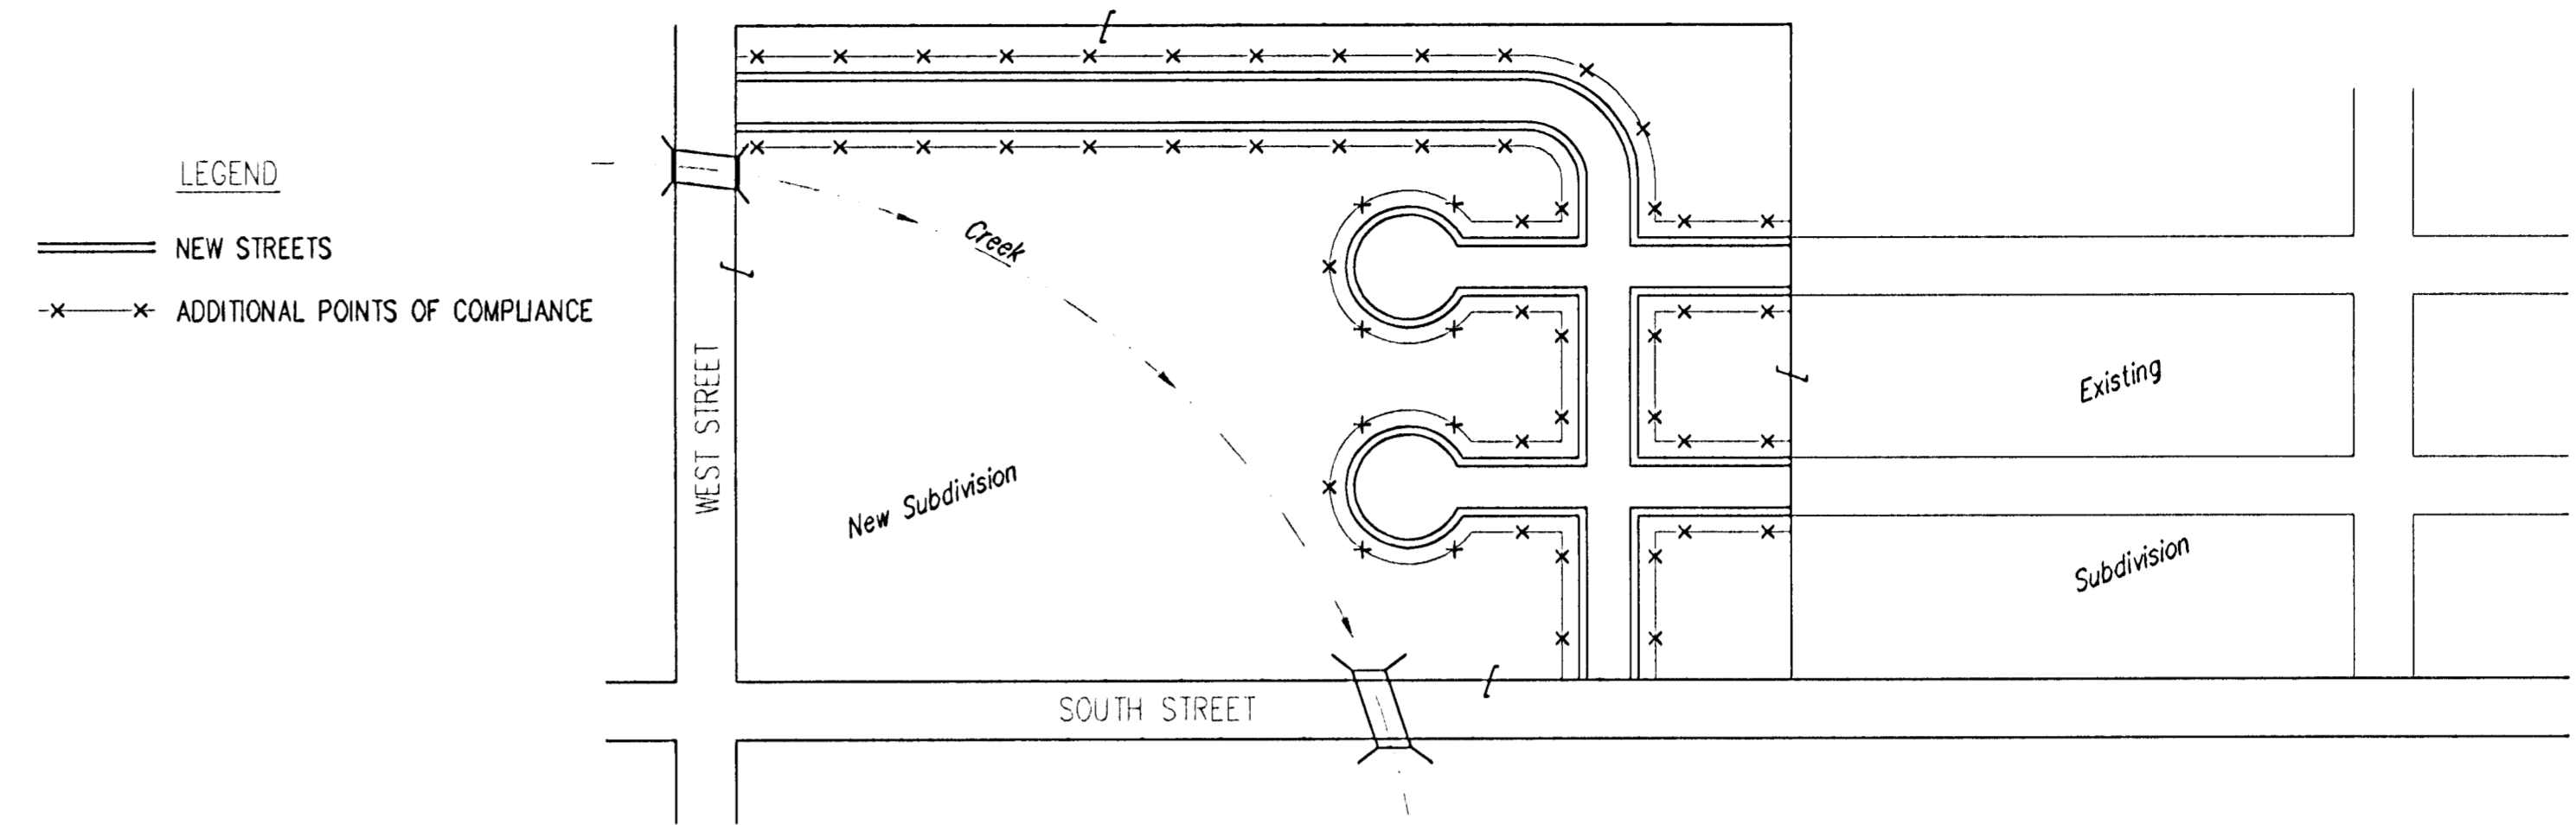 LEGEND
NEW STREETS
ADDITIONAL POINTS OF COMPLIANCE
WEST STREET
Creek
New Subdivision
SOUTH STREET
Existing
Subdivision